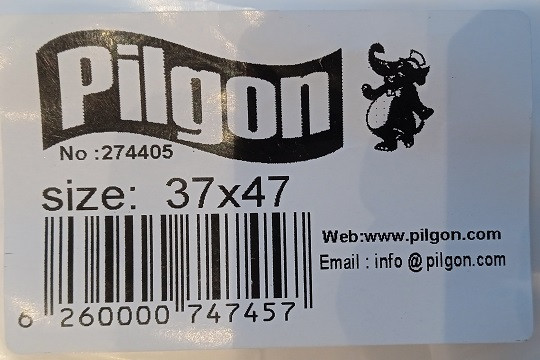 Pilgon
No :274405
size: 37x47
Web:www.pilgon.com
Email : info @ pilgon.com
6 260000 747457